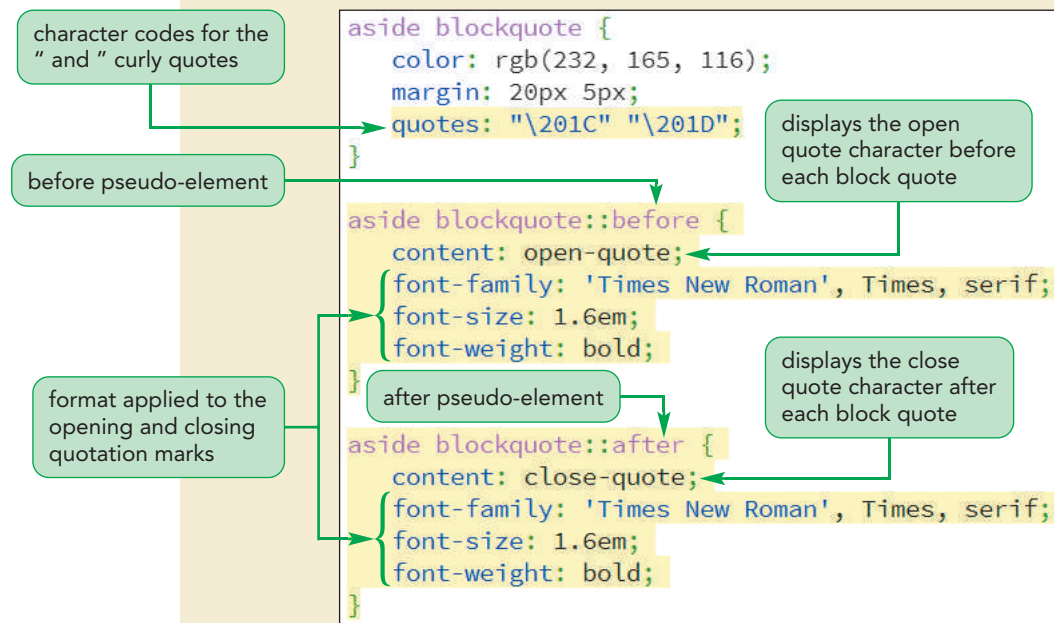 character codes for the
“ and ” curly quotes
aside blockquote {
color: rgb(232, 165, 116);
margin: 20px 5px;
quotes: "\201C" "\201D";
}
displays the open
quote character before
each block quote
before pseudo-element
aside blockquote::before {
content: open-quote;
font-family: 'Times New Roman', Times, serif;
font-size: 1.6em;
font-weight: bold;
}
format applied to the
opening and closing
quotation marks
after pseudo-element
displays the close
quote character after
each block quote
aside blockquote::after {
content: close-quote;
font-family: 'Times New Roman', Times, serif;
font-size: 1.6em;
font-weight: bold;
}